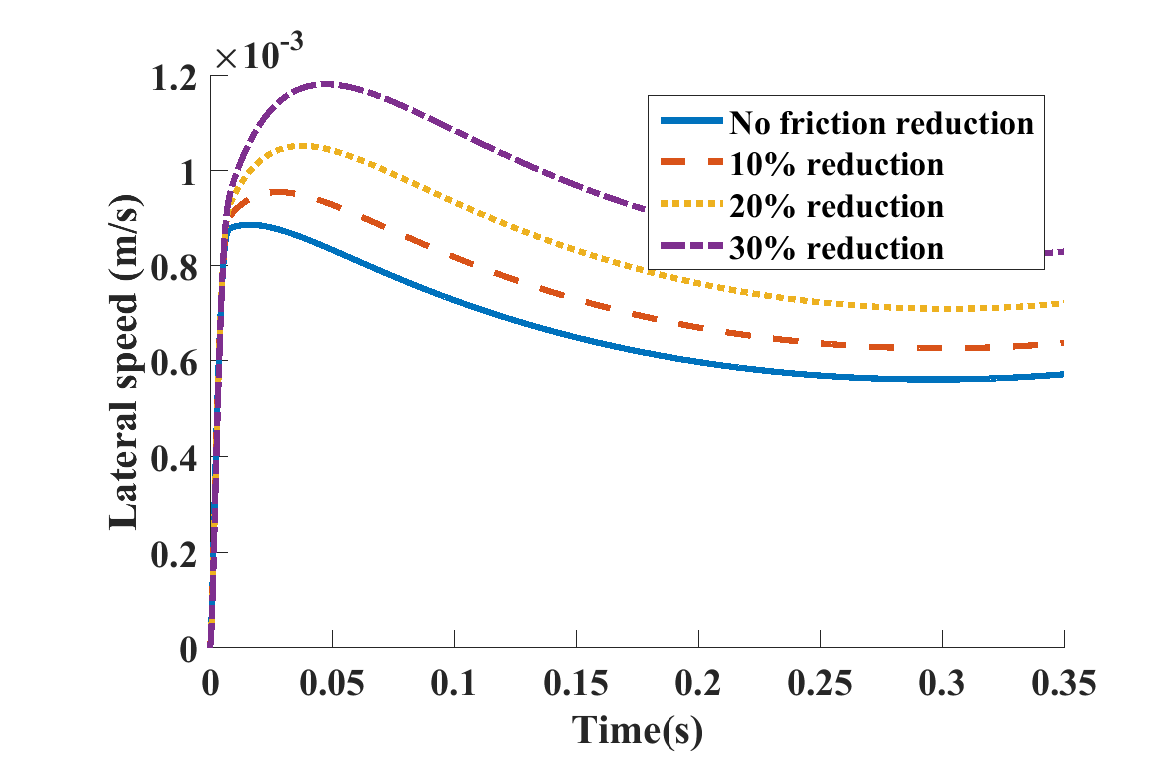 ×10-3
1.2
1
0.8
0.6
0.4
0.2
0
Lateral speed (m/s)
No friction reduction
10% reduction
20% reduction
30% reduction
0 0.05 0.1 0.15 0.2 0.25 0.3 0.35
Time(s)